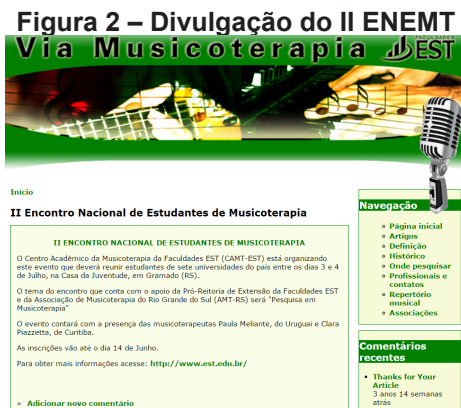 Figura 2 – Divulgação do II ENEMT
Via Musicoterapia
FACULDADES
EST
Início
II Encontro Nacional de Estudantes de Musicoterapia
II ENCONTRO NACIONAL DE ESTUDANTES DE MUSICOTERAPIA
O Centro Acadêmico da Musicoterapia da Faculdades EST (CAMT-EST) está organizando
este evento que deverá reunir estudantes de sete universidades do país entre os dias 3 e 4
de Julho, na Casa da Juventude, em Gramado (RS).
O tema do encontro que conta com o apoio da Pró-Reitoria de Extensão da Faculdades EST
e da Associação de Musicoterapia do Rio Grande do Sul (AMT-RS) será "Pesquisa em
Musicoterapia"
O evento contará com a presença das musicoterapeutas Paula Meliante, do Uruguai e Clara
Piazzetta, de Curitiba.
As inscrições vão até o dia 14 de Junho.
Para obter mais informações acesse: http://www.est.edu.br/
» Adicionar novo comentário
Navegação
Página inicial
Artigos
Definição
Histórico
Onde pesquisar
Profissionais e
contatos
Repertório
musical
Associações
Comentários
recentes
Thanks for Your
Article
3 anos 14 semanas
atrás